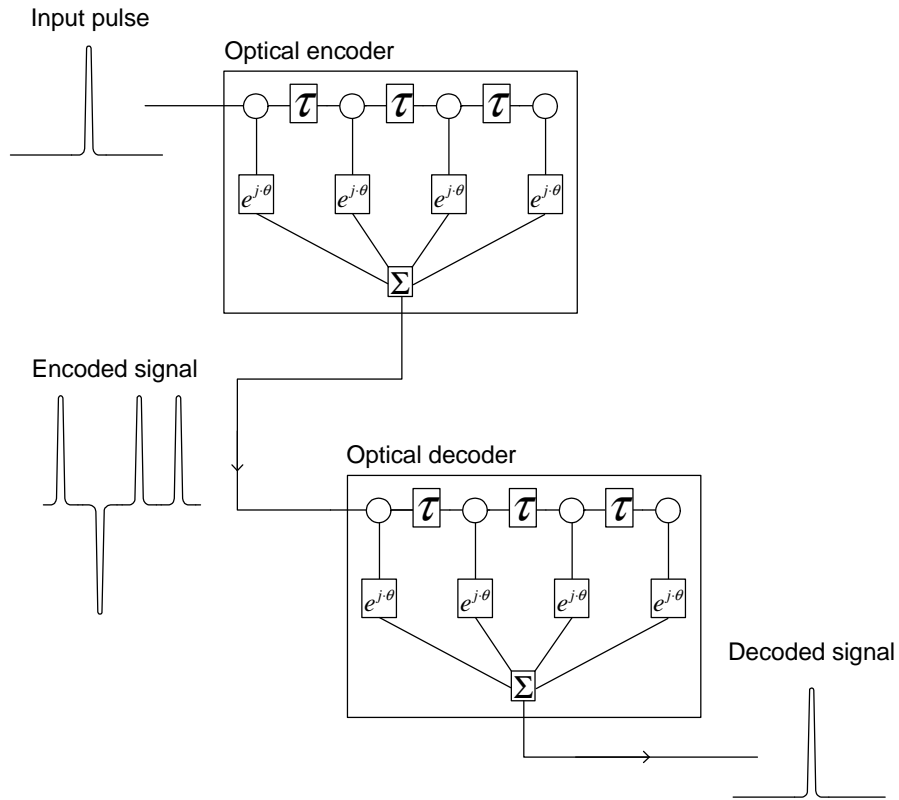 Input pulse
Optical encoder
τ τ τ
e^{j·θ} e^{j·θ} e^{j·θ} e^{j·θ}
Σ
Encoded signal
Optical decoder
τ τ τ
e^{j·θ} e^{j·θ} e^{j·θ} e^{j·θ}
Σ
Decoded signal